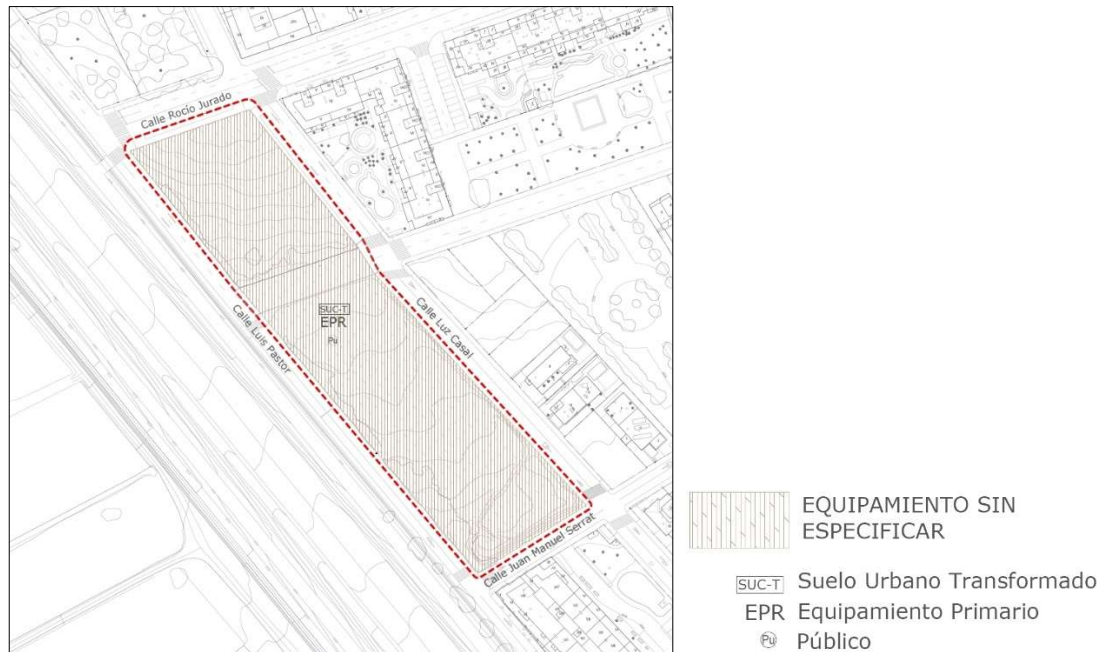 Calle Rocío Jurado
SUC-T
EPR
Pu
Calle Luz Casal
Calle Luis Pastor
Calle Juan Manuel Serrat
EQUIPAMIENTO SIN
ESPECIFICAR
SUC-T Suelo Urbano Transformado
EPR Equipamiento Primario
Pu Público